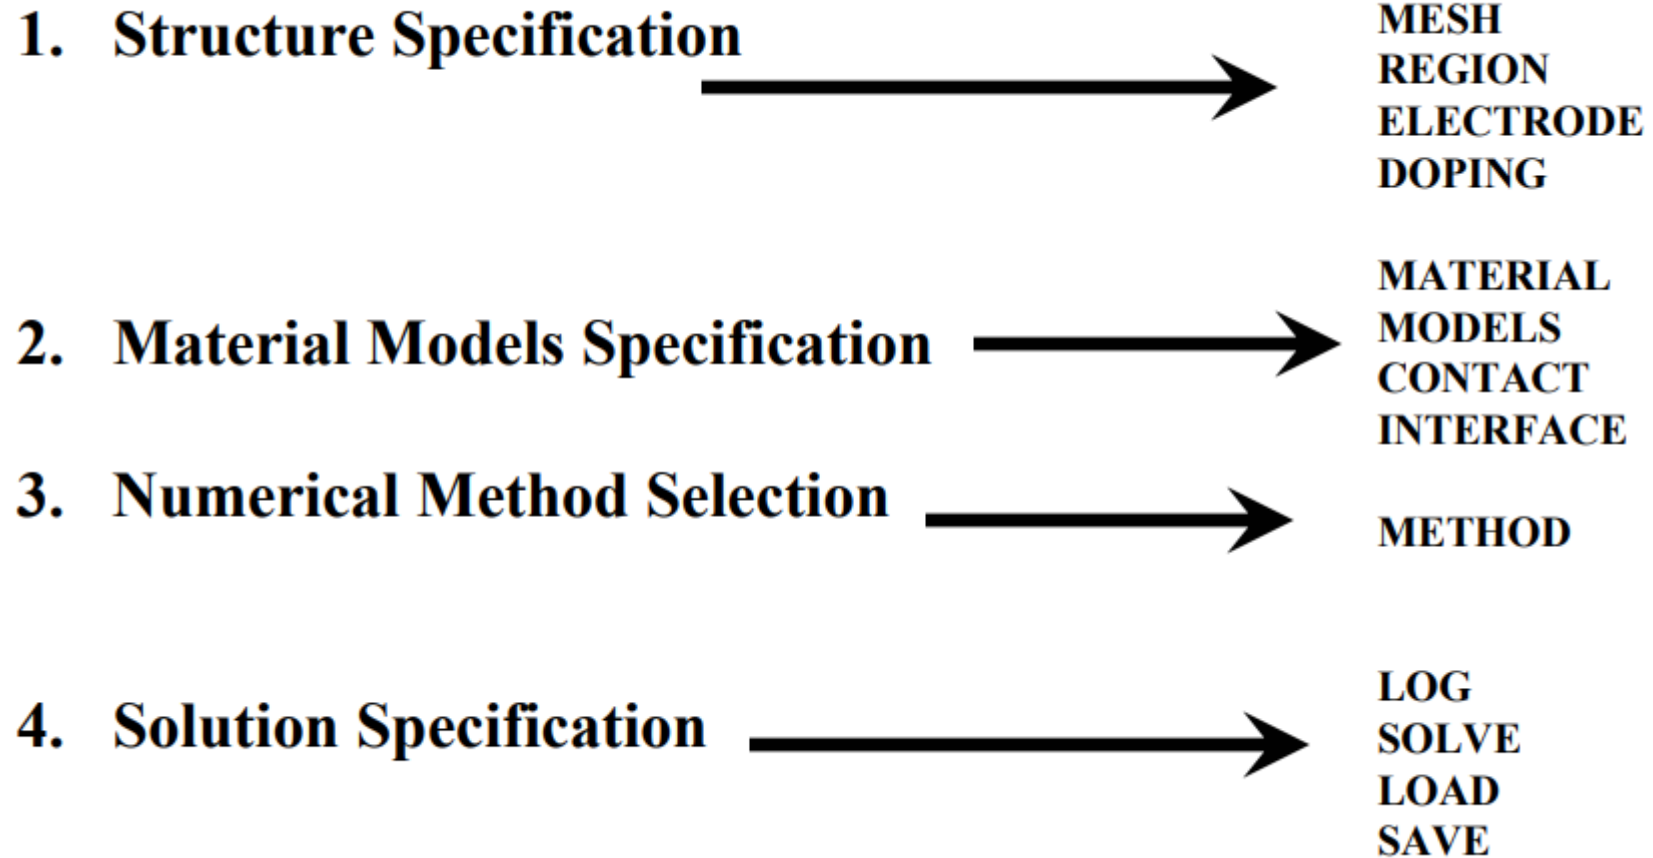 1. Structure Specification
MESH
REGION
ELECTRODE
DOPING
2. Material Models Specification
MATERIAL
MODELS
CONTACT
INTERFACE
3. Numerical Method Selection
METHOD
4. Solution Specification
LOG
SOLVE
LOAD
SAVE